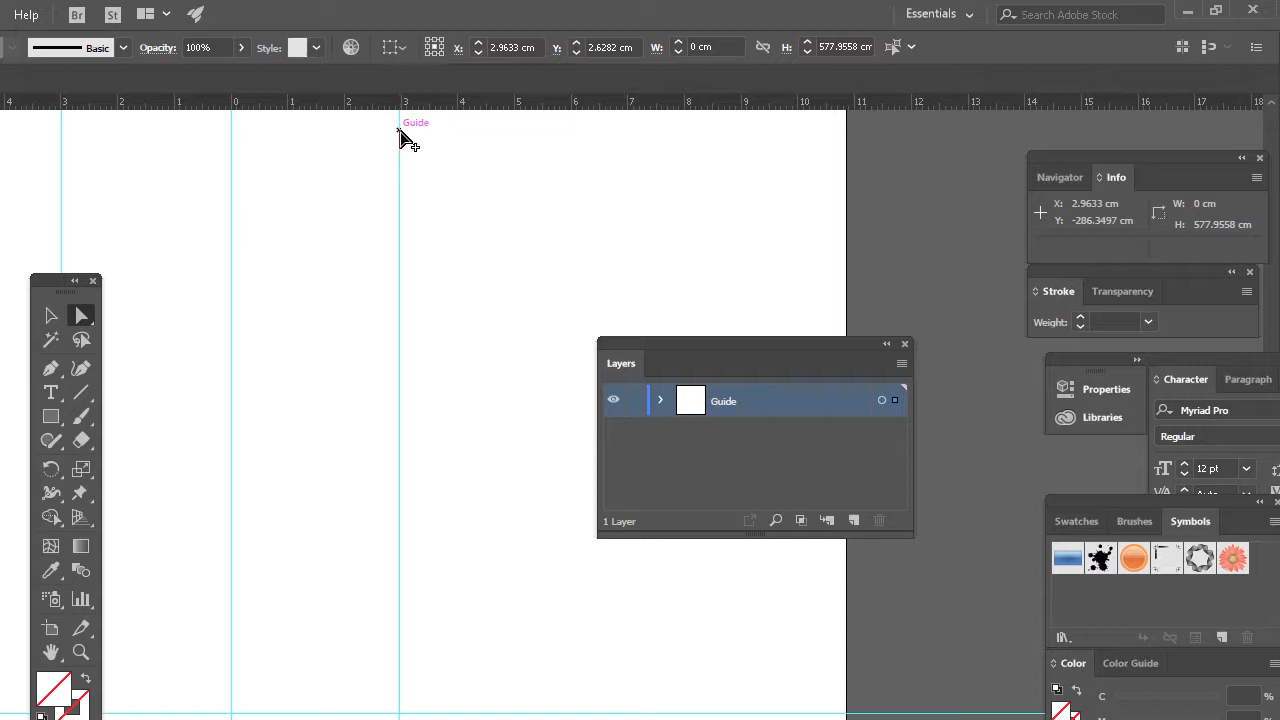 Help Br St Essentials Search Adobe Stock
Basic Opacity: 100% Style: X: 2.9633 cm Y: 2.6282 cm W: 0 cm H: 577.9558 cm
4 3 2 1 0 1 2 3 4 5 6 7 8 9 10 11 12 13 14 15 16 17 18
Guide
Navigator Info
X: 2.9633 cm W: 0 cm
Y: -286.3497 cm H: 577.9558 cm
Stroke Transparency
Weight:
Layers
Guide
1 Layer
Properties
Libraries
Character Paragraph
Myriad Pro
Regular
12 pt
Auto
Swatches Brushes Symbols
Color Color Guide
C %
M %